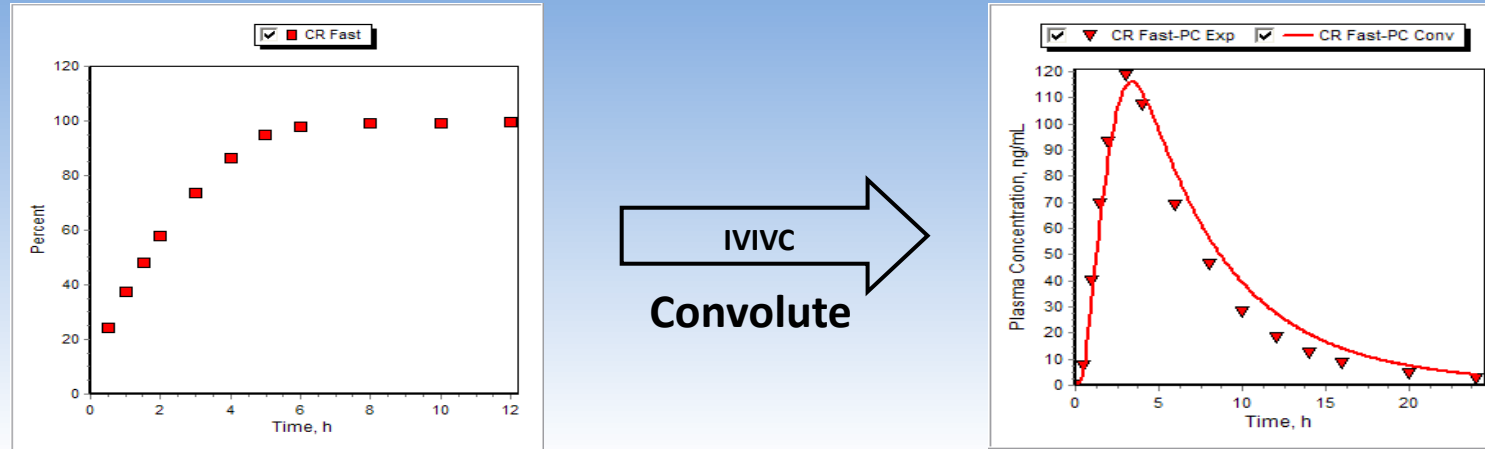 CR Fast
120
100
80
60
40
20
0
Percent
0 2 4 6 8 10 12
Time, h
IVIVC
Convolute
CR Fast-PC Exp CR Fast-PC Conv
120
110
100
90
80
70
60
50
40
30
20
10
0
Plasma Concentration, ng/mL
0 5 10 15 20
Time, h